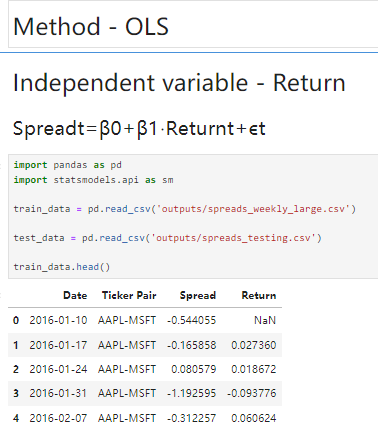 Method - OLS
Independent variable - Return
Spreadt=β0+β1·Returnt+ϵt
import pandas as pd
import statsmodels.api as sm
train_data = pd.read_csv('outputs/spreads_weekly_large.csv')
test_data = pd.read_csv('outputs/spreads_testing.csv')
train_data.head()
Date Ticker Pair Spread Return
0 2016-01-10 AAPL-MSFT -0.544055 NaN
1 2016-01-17 AAPL-MSFT -0.165858 0.027360
2 2016-01-24 AAPL-MSFT 0.080579 0.018672
3 2016-01-31 AAPL-MSFT -1.192595 -0.093776
4 2016-02-07 AAPL-MSFT -0.312257 0.060624